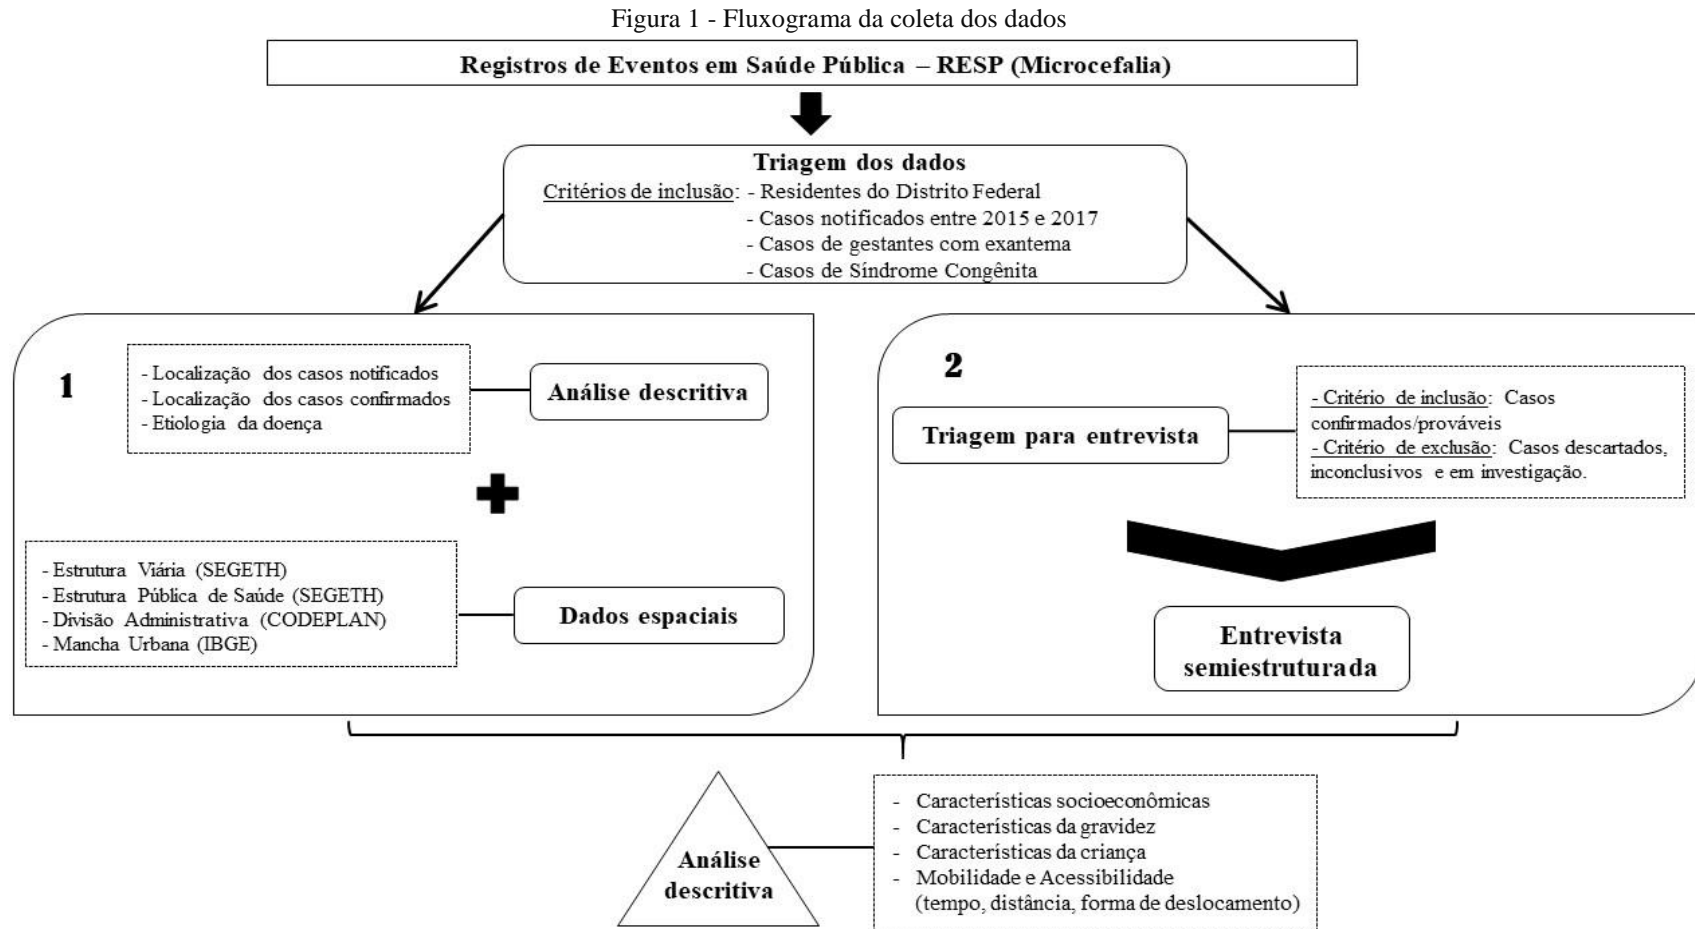 Figura 1 - Fluxograma da coleta dos dados
Registros de Eventos em Saúde Pública – RESP (Microcefalia)
Triagem dos dados
Critérios de inclusão: - Residentes do Distrito Federal
- Casos notificados entre 2015 e 2017
- Casos de gestantes com exantema
- Casos de Síndrome Congênita
1
- Localização dos casos notificados
- Localização dos casos confirmados
- Etiologia da doença
Análise descritiva
- Estrutura Viária (SEGETH)
- Estrutura Pública de Saúde (SEGETH)
- Divisão Administrativa (CODEPLAN)
- Mancha Urbana (IBGE)
Dados espaciais
2
Triagem para entrevista
- Critério de inclusão: Casos
confirmados/prováveis
- Critério de exclusão: Casos descartados,
inconclusivos e em investigação.
Entrevista
semiestruturada
Análise
descritiva
- Características socioeconômicas
- Características da gravidez
- Características da criança
- Mobilidade e Acessibilidade
(tempo, distância, forma de deslocamento)